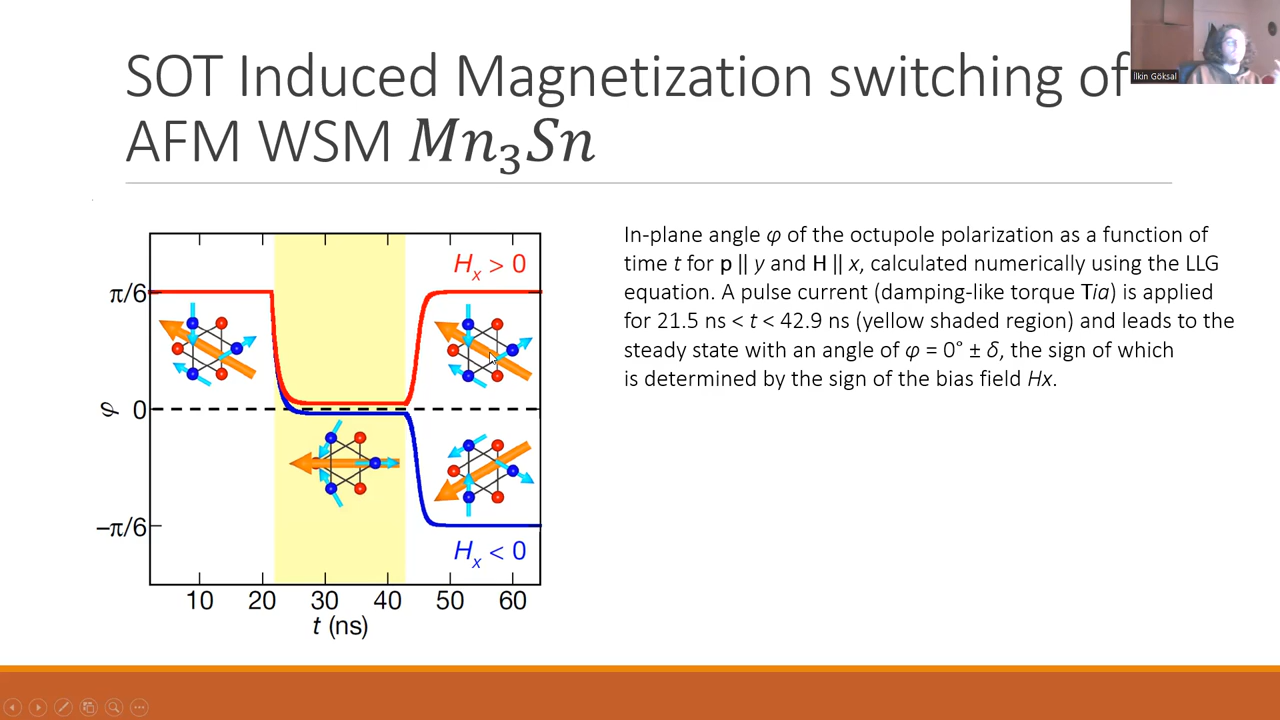 SOT Induced Magnetization switching of
AFM WSM Mn₃Sn
İlkin Göksal
In-plane angle φ of the octupole polarization as a function of
time t for p || y and H || x, calculated numerically using the LLG
equation. A pulse current (damping-like torque Tia) is applied
for 21.5 ns < t < 42.9 ns (yellow shaded region) and leads to the
steady state with an angle of φ = 0° ± δ, the sign of which
is determined by the sign of the bias field Hx.
Hₓ > 0
π/6
φ
0
−π/6
Hₓ < 0
10 20 30 40 50 60
t (ns)